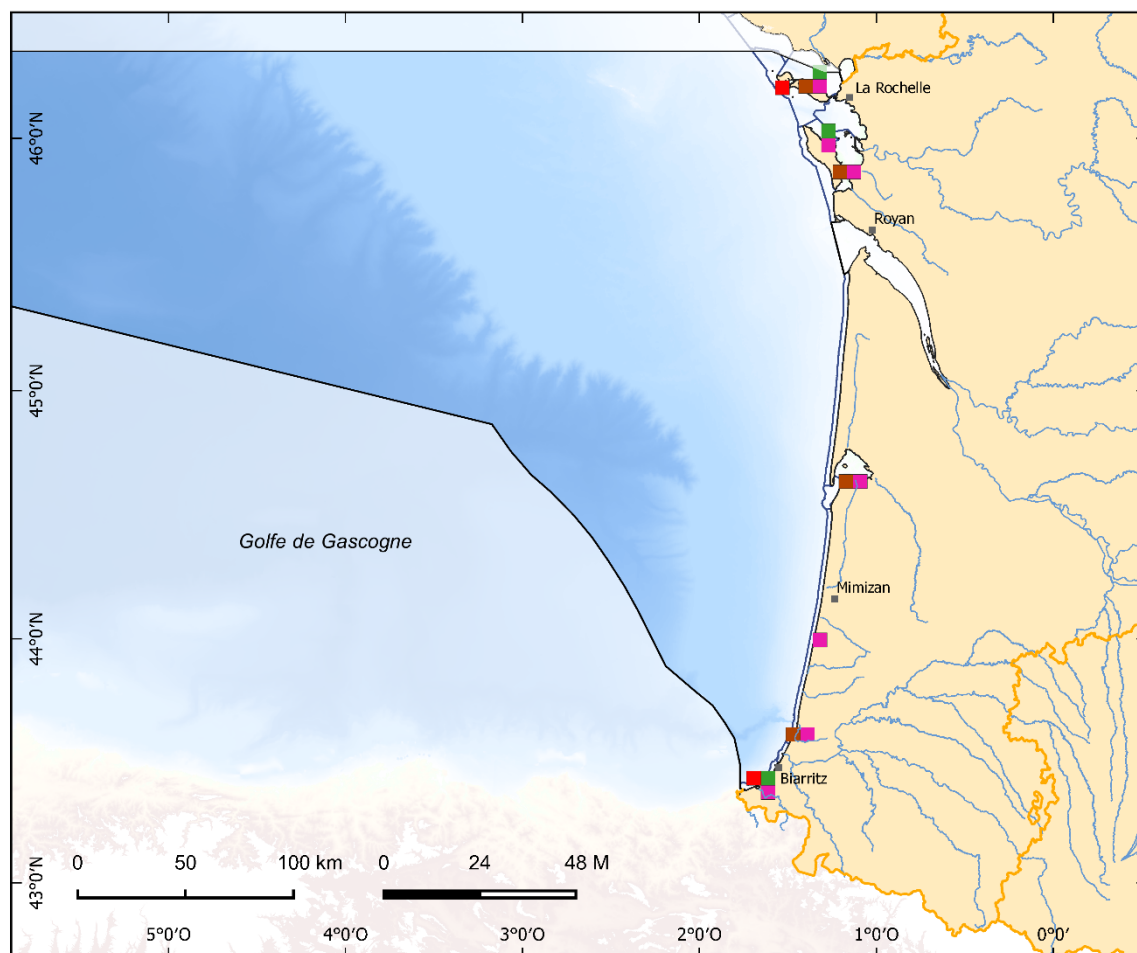 La Rochelle
46°0'N
Royan
45°0'N
Golfe de Gascogne
Mimizan
44°0'N
Biarritz
0 50 100 km 0 24 48 M
43°0'N
5°0'O 4°0'O 3°0'O 2°0'O 1°0'O 0°0'